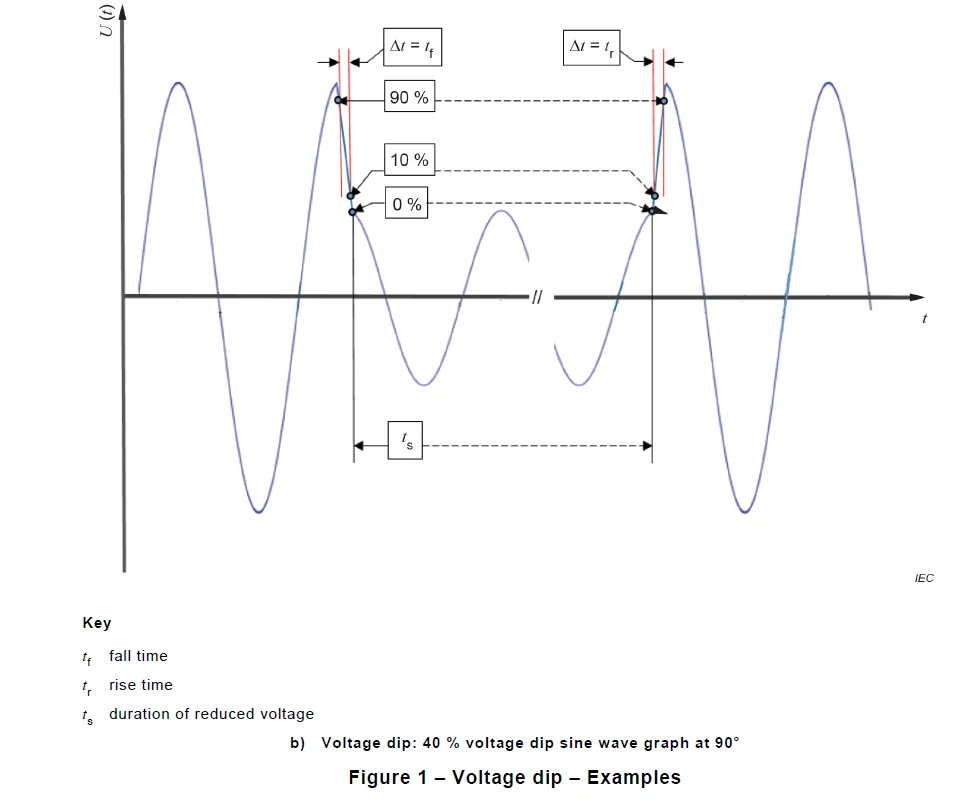 U (t)
Δt = tf
Δt = tr
90 %
10 %
0 %
//
t
ts
IEC
Key
tf fall time
tr rise time
ts duration of reduced voltage
b) Voltage dip: 40 % voltage dip sine wave graph at 90°
Figure 1 – Voltage dip – Examples